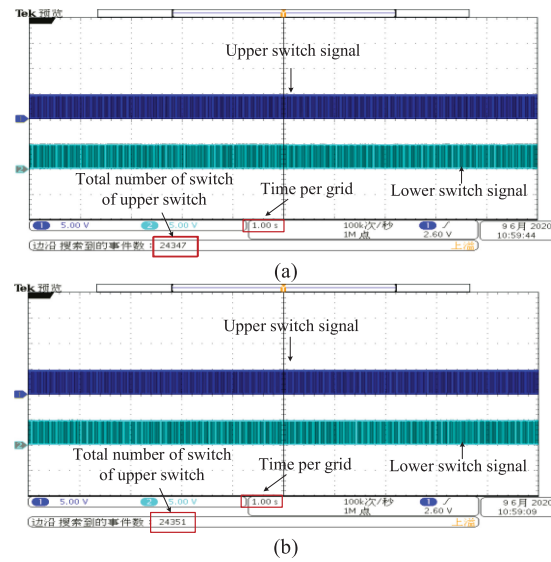 Tek 预览
Upper switch signal
1
2
Total number of switch
of upper switch
Time per grid
Lower switch signal
1 5.00 V 2 5.00 V 1.00 s 100k次/秒 1
1M 点 2.60 V
9 6月 2020
10:59:44
边沿 搜索到的事件数 : 24347
上溢
(a)
Tek 预览
Upper switch signal
1
2
Total number of switch
of upper switch
Time per grid
Lower switch signal
1 5.00 V 2 5.00 V 1.00 s 100k次/秒 1
1M 点 2.60 V
9 6月 2020
10:59:09
边沿 搜索到的事件数 : 24351
上溢
(b)